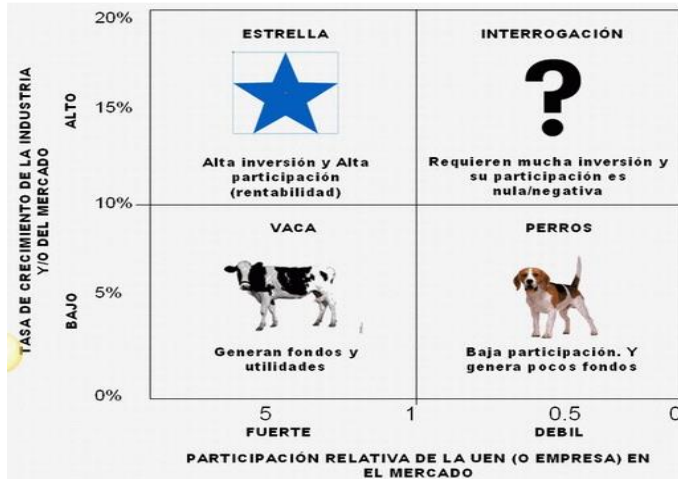 20%
ESTRELLA
INTERROGACIÓN
TASA DE CRECIMIENTO DE LA INDUSTRIA
Y/O DEL MERCADO
ALTO
15%
?
Alta inversión y Alta
participación
(rentabilidad)
Requieren mucha inversión y
su participación es
nula/negativa
10%
VACA
PERROS
BAJO
5%
Generan fondos y
utilidades
Baja participación. Y
genera pocos fondos
0%
5
1
0.5
0
FUERTE
DEBIL
PARTICIPACIÓN RELATIVA DE LA UEN (O EMPRESA) EN
EL MERCADO